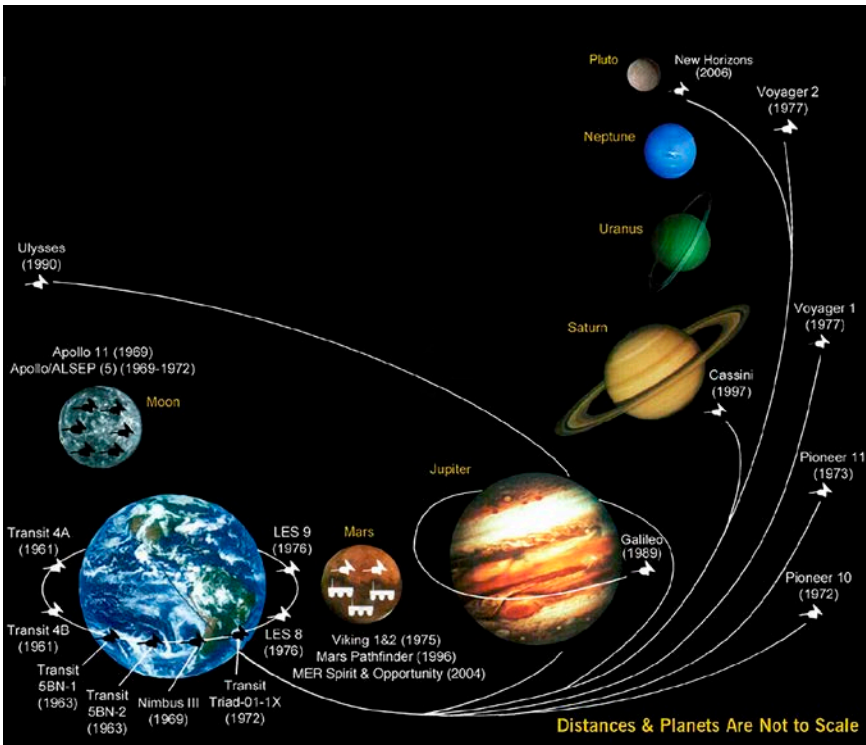 Pluto
New Horizons
(2006)
Voyager 2
(1977)
Neptune
Uranus
Ulysses
(1990)
Voyager 1
(1977)
Saturn
Apollo 11 (1969)
Apollo/ALSEP (5) (1969-1972)
Moon
Cassini
(1997)
Jupiter
Pioneer 11
(1973)
Transit 4A
(1961)
LES 9
(1976)
Mars
Galileo
(1989)
Pioneer 10
(1972)
Transit 4B
(1961)
LES 8
(1976)
Viking 1&2 (1975)
Mars Pathfinder (1996)
MER Spirit & Opportunity (2004)
Transit
5BN-1
(1963)
Transit
5BN-2
(1963)
Nimbus III
(1969)
Transit
Triad-01-1X
(1972)
Distances & Planets Are Not to Scale